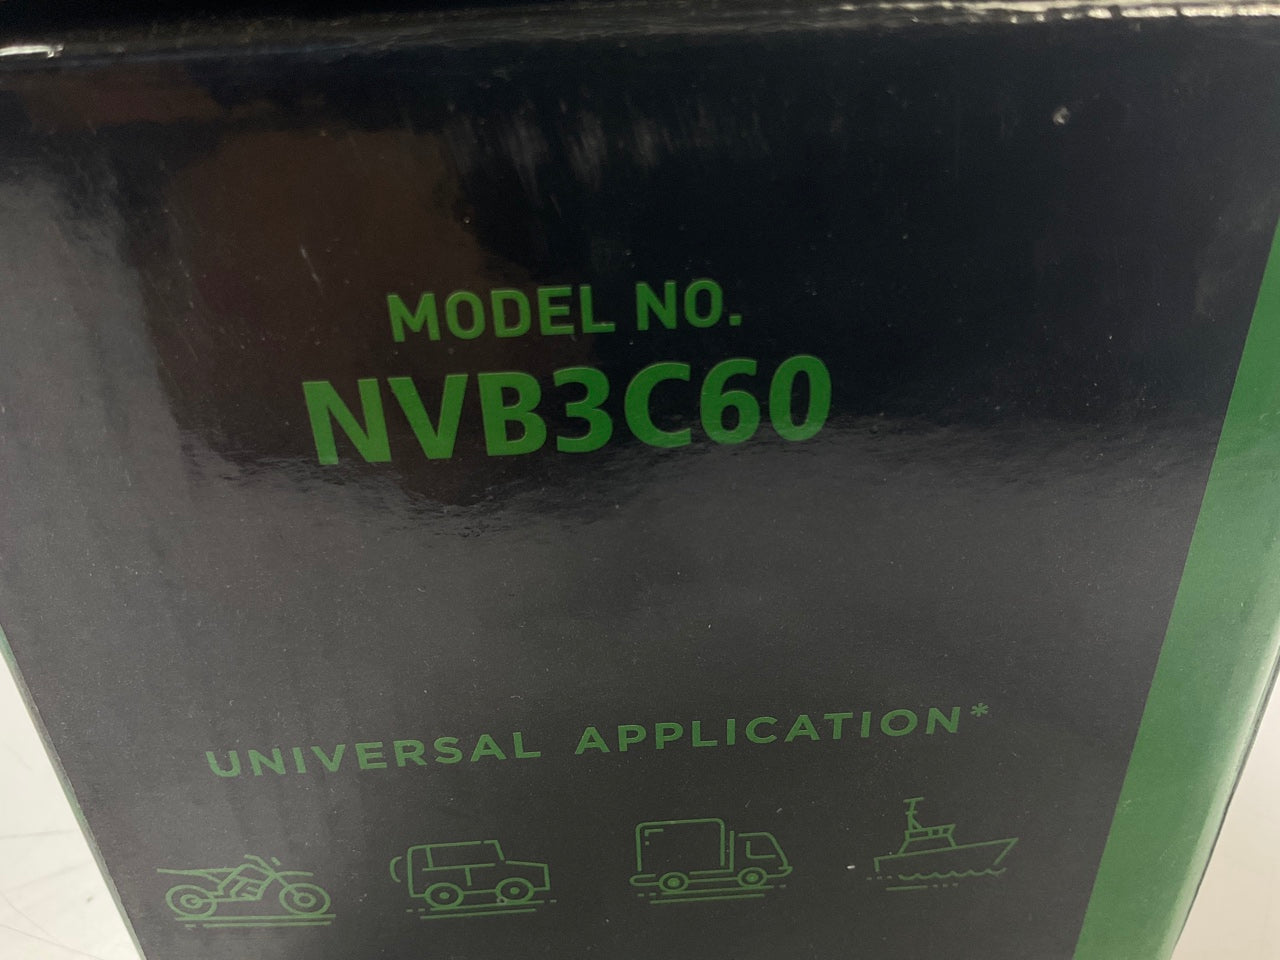 MODEL NO.
NVB3C60
UNIVERSAL APPLICATION*